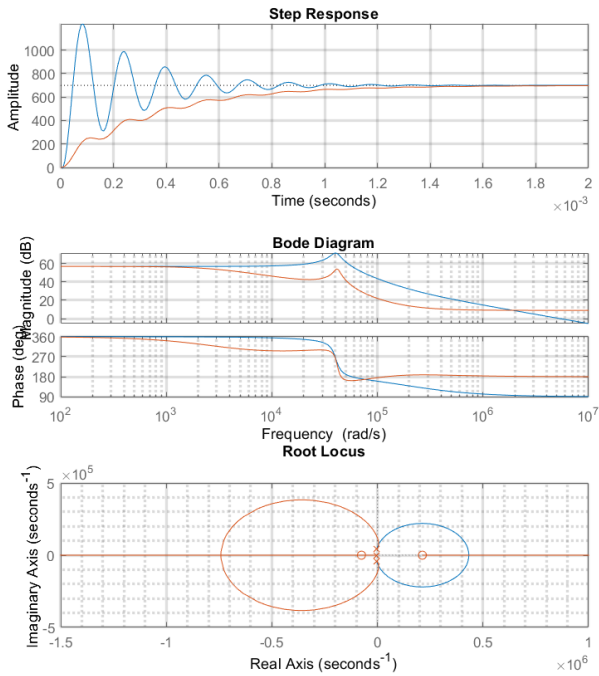 Step Response
Amplitude
1000
800
600
400
200
0
0 0.2 0.4 0.6 0.8 1 1.2 1.4 1.6 1.8 2
×10⁻³
Time (seconds)
Bode Diagram
Magnitude (dB)
60
40
20
0
Phase (deg)
360
270
180
90
10² 10³ 10⁴ 10⁵ 10⁶ 10⁷
Frequency (rad/s)
Root Locus
×10⁵
Imaginary Axis (seconds⁻¹)
5
0
-5
-1.5 -1 -0.5 0 0.5 1
×10⁶
Real Axis (seconds⁻¹)